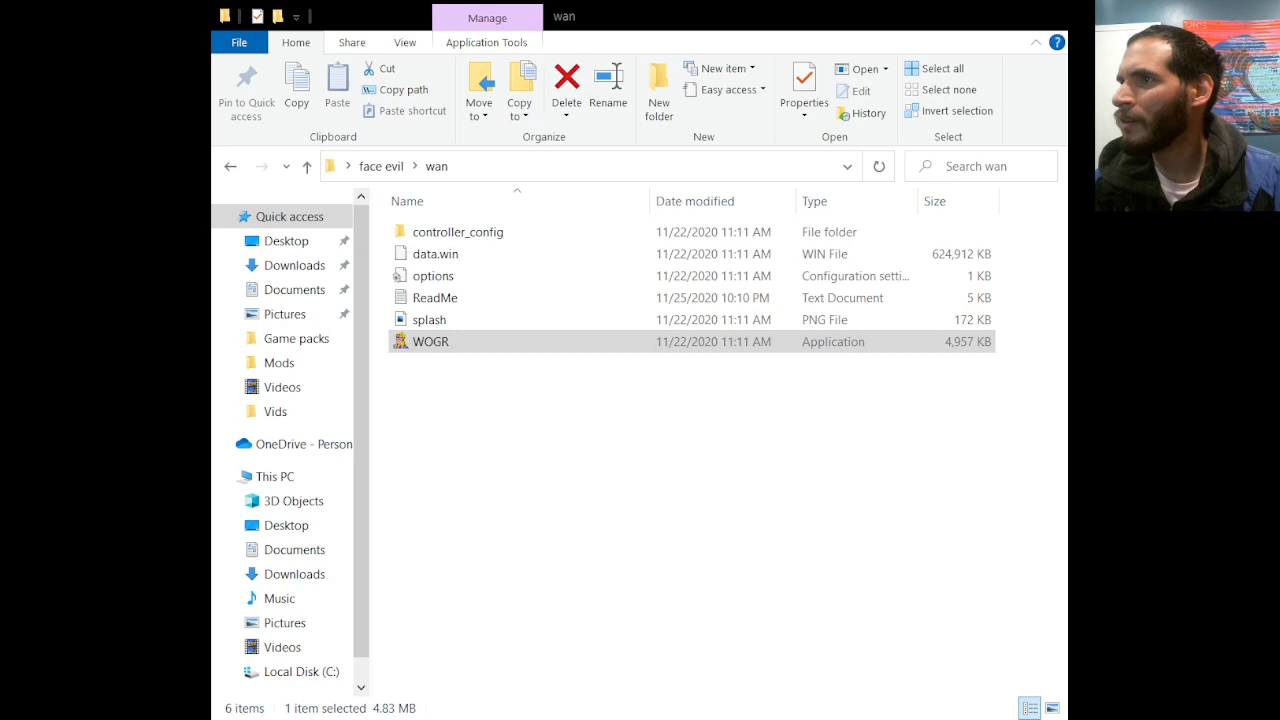 Manage
wan
File
Home
Share
View
Application Tools
Pin to Quick
access
Copy
Paste
Cut
Copy path
Paste shortcut
Clipboard
Move
to
Copy
to
Delete
Rename
Organize
New
folder
New item
Easy access
New
Properties
Open
Edit
History
Open
Select all
Select none
Invert selection
Select
face evil
wan
Search wan
Name
Date modified
Type
Size
controller_config
11/22/2020 11:11 AM
File folder
data.win
11/22/2020 11:11 AM
WIN File
624,912 KB
options
11/22/2020 11:11 AM
Configuration setti...
1 KB
ReadMe
11/25/2020 10:10 PM
Text Document
5 KB
splash
11/22/2020 11:11 AM
PNG File
172 KB
WOGR
11/22/2020 11:11 AM
Application
4,957 KB
Quick access
Desktop
Downloads
Documents
Pictures
Game packs
Mods
Videos
Vids
OneDrive - Person
This PC
3D Objects
Desktop
Documents
Downloads
Music
Pictures
Videos
Local Disk (C:)
6 items
1 item selected 4.83 MB